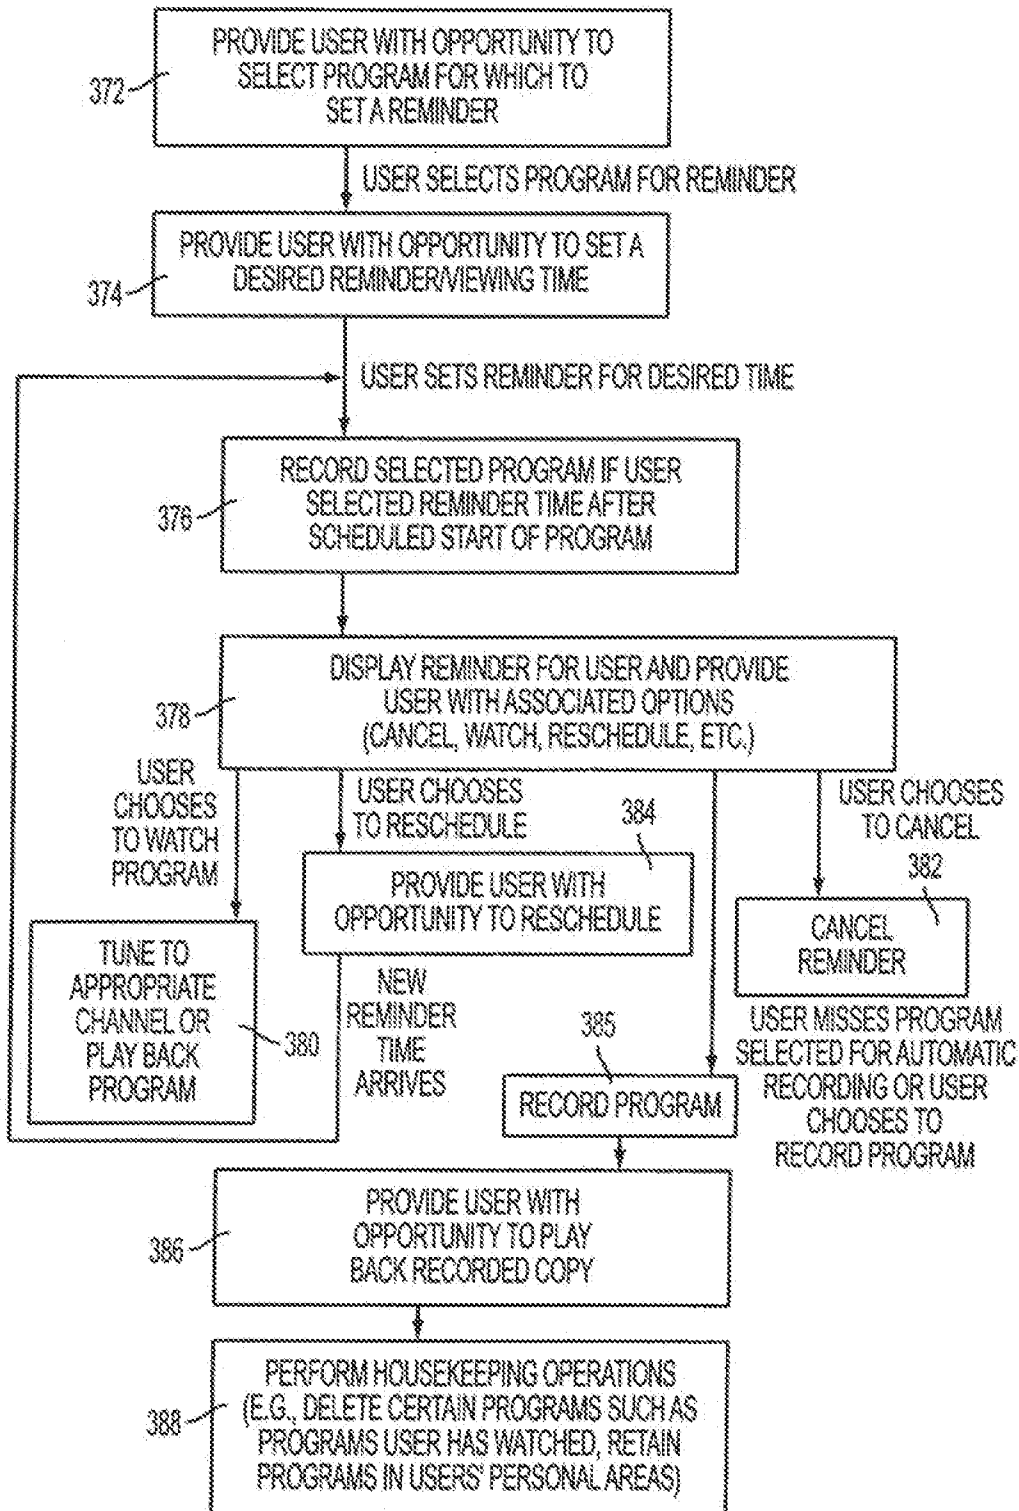 PROVIDE USER WITH OPPORTUNITY TO
SELECT PROGRAM FOR WHICH TO
SET A REMINDER
372
USER SELECTS PROGRAM FOR REMINDER
PROVIDE USER WITH OPPORTUNITY TO SET A
DESIRED REMINDER/VIEWING TIME
374
USER SETS REMINDER FOR DESIRED TIME
RECORD SELECTED PROGRAM IF USER
SELECTED REMINDER TIME AFTER
SCHEDULED START OF PROGRAM
376
DISPLAY REMINDER FOR USER AND PROVIDE
USER WITH ASSOCIATED OPTIONS
(CANCEL, WATCH, RESCHEDULE, ETC.)
378
USER
CHOOSES
TO WATCH
PROGRAM
USER CHOOSES
TO RESCHEDULE
384
USER CHOOSES
TO CANCEL
382
PROVIDE USER WITH
OPPORTUNITY TO RESCHEDULE
CANCEL
REMINDER
TUNE TO
APPROPRIATE
CHANNEL OR
PLAY BACK
PROGRAM
380
NEW
REMINDER
TIME
ARRIVES
385
RECORD PROGRAM
USER MISSES PROGRAM
SELECTED FOR AUTOMATIC
RECORDING OR USER
CHOOSES TO
RECORD PROGRAM
PROVIDE USER WITH
OPPORTUNITY TO PLAY
BACK RECORDED COPY
386
PERFORM HOUSEKEEPING OPERATIONS
(E.G., DELETE CERTAIN PROGRAMS SUCH AS
PROGRAMS USER HAS WATCHED, RETAIN
PROGRAMS IN USERS' PERSONAL AREAS)
388